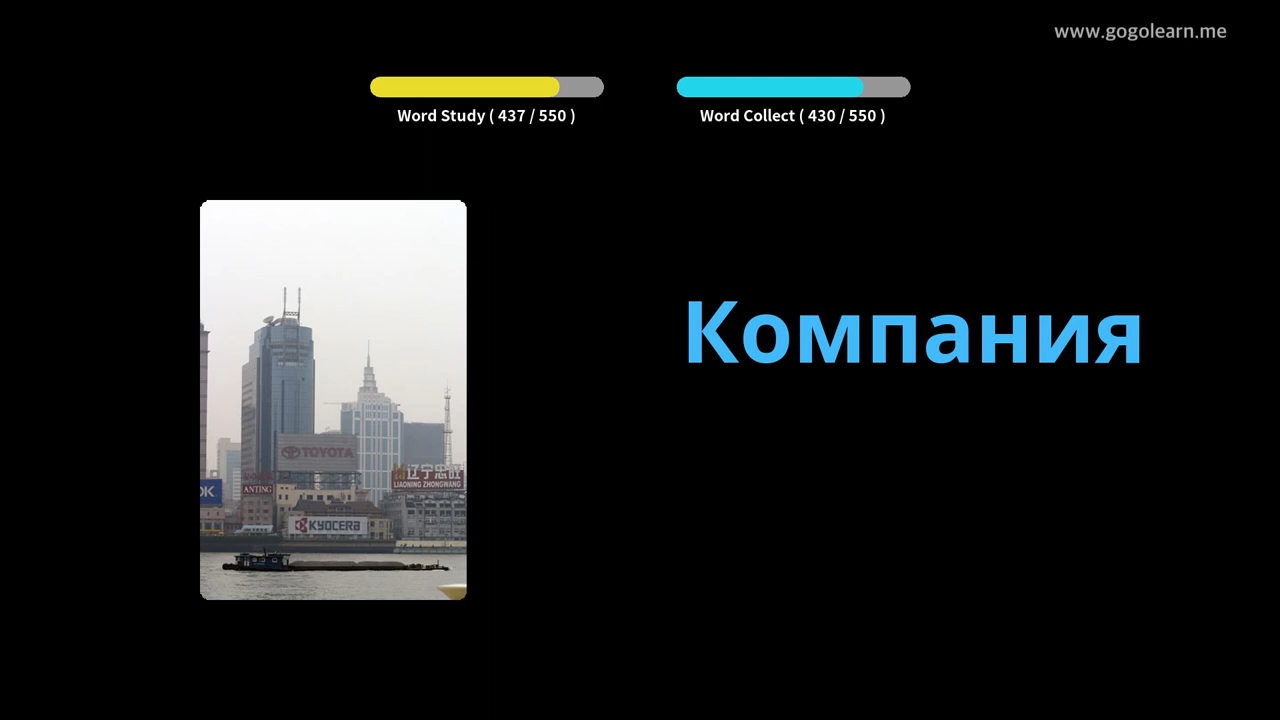 www.gogolearn.me
Word Study ( 437 / 550 )
Word Collect ( 430 / 550 )
Компания
TOYOTA
辽宁忠旺
LIAONING ZHONGWANG
OK
ANTING
KYOCERA